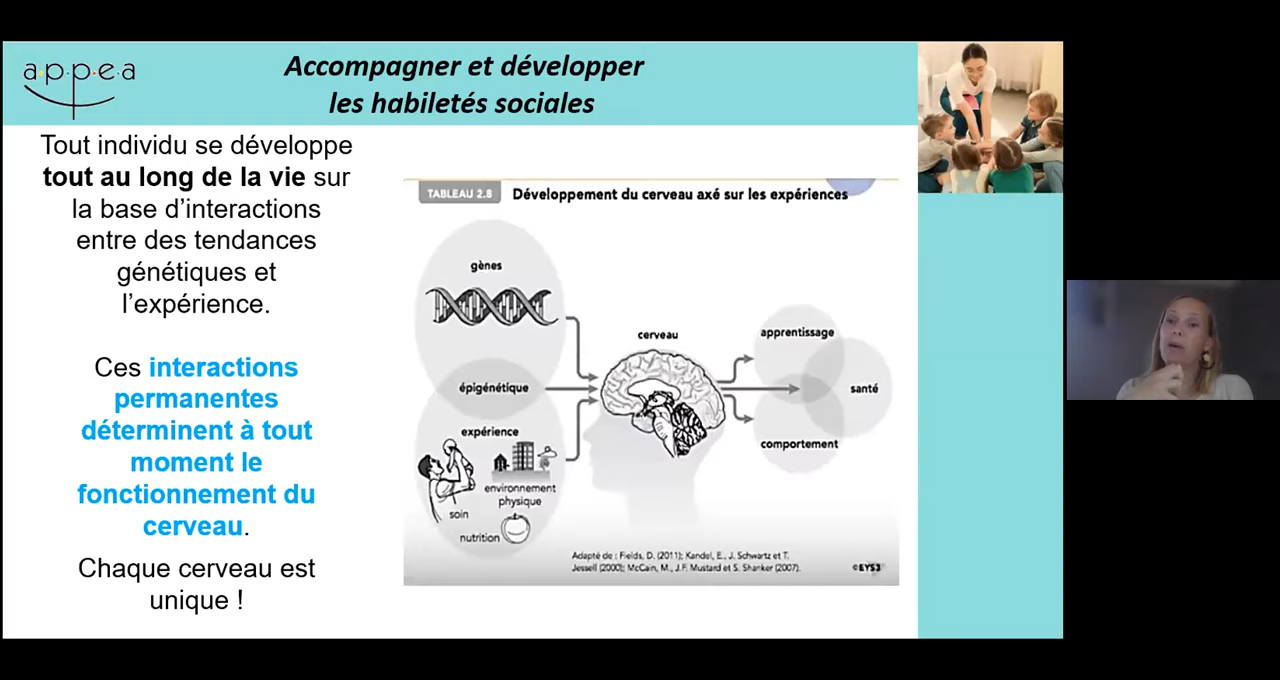 a·p·p·e·a
Accompagner et développer
les habiletés sociales
Tout individu se développe
tout au long de la vie sur
la base d’interactions
entre des tendances
génétiques et
l’expérience.
Ces interactions
permanentes
déterminent à tout
moment le
fonctionnement du
cerveau.
Chaque cerveau est
unique !
TABLEAU 2.8
Développement du cerveau axé sur les expériences
gènes
épigénétique
expérience
environnement
physique
soin
nutrition
cerveau
apprentissage
santé
comportement
Adapté de : Fields, D. (2011); Kandel, E., J. Schwartz et T.
Jessell (2000); McCain, M., J.F. Mustard et S. Shanker (2007).
©EYS3